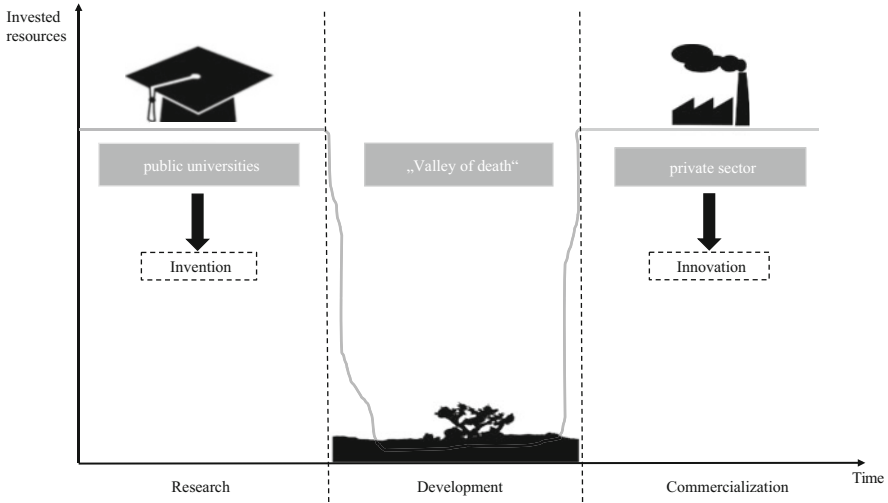 Invested
resources
public universities
„Valley of death“
private sector
Invention
Innovation
Time
Research
Development
Commercialization